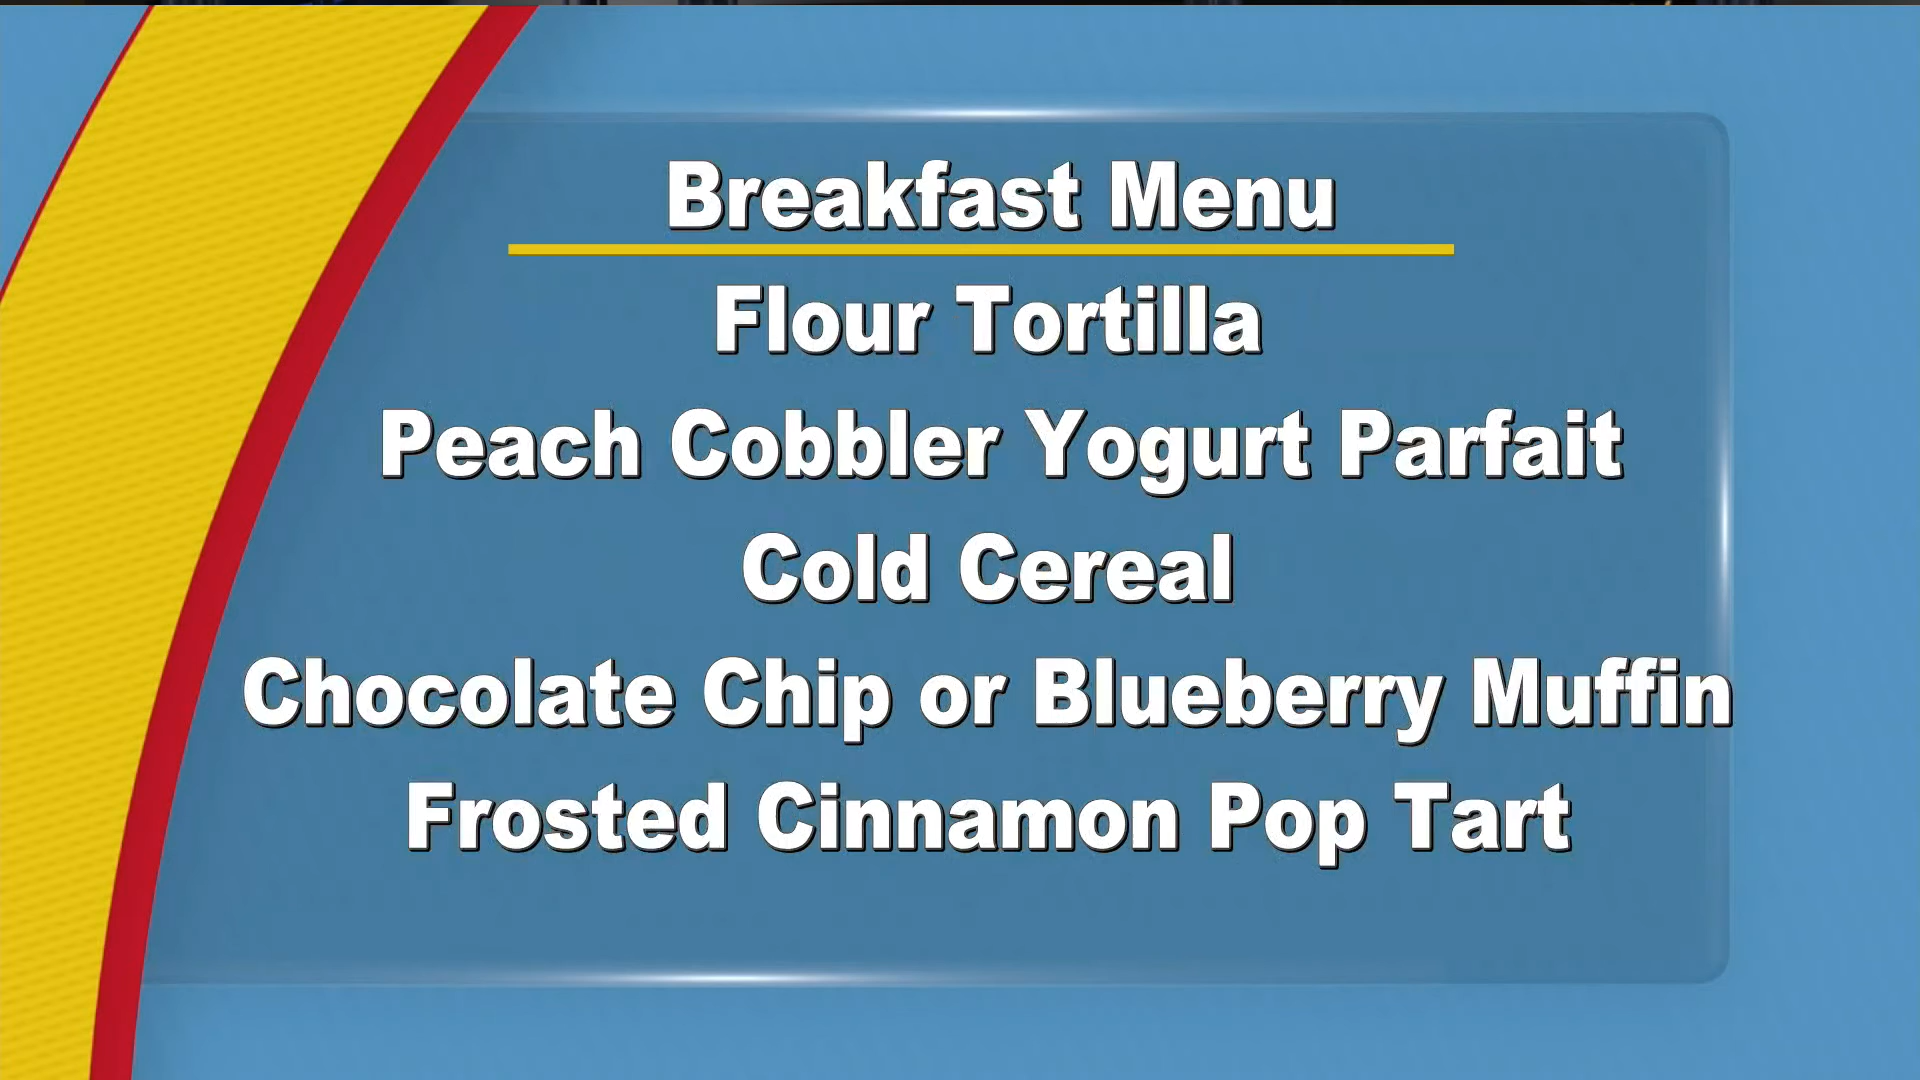 Breakfast Menu
Flour Tortilla
Peach Cobbler Yogurt Parfait
Cold Cereal
Chocolate Chip or Blueberry Muffin
Frosted Cinnamon Pop Tart